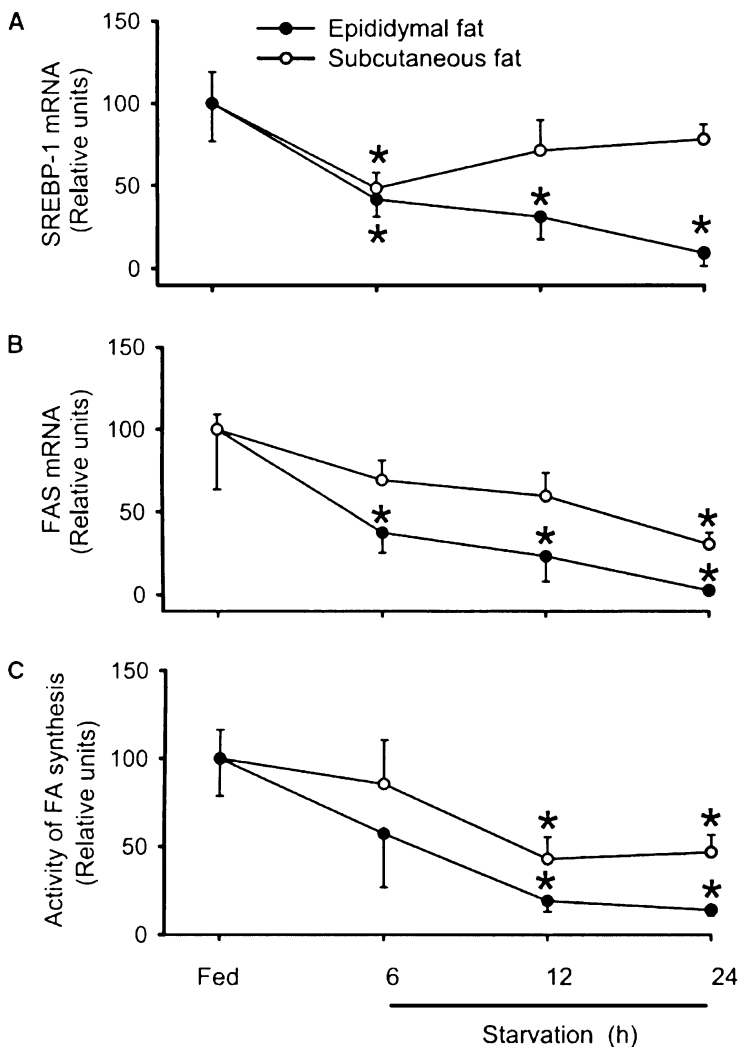 A
150
100
50
0
SREBP-1 mRNA
(Relative units)
Epididymal fat
Subcutaneous fat
*
*
*
*
B
150
100
50
0
FAS mRNA
(Relative units)
*
*
*
*
C
150
100
50
0
Activity of FA synthesis
(Relative units)
*
*
*
*
Fed 6 12 24
Starvation (h)